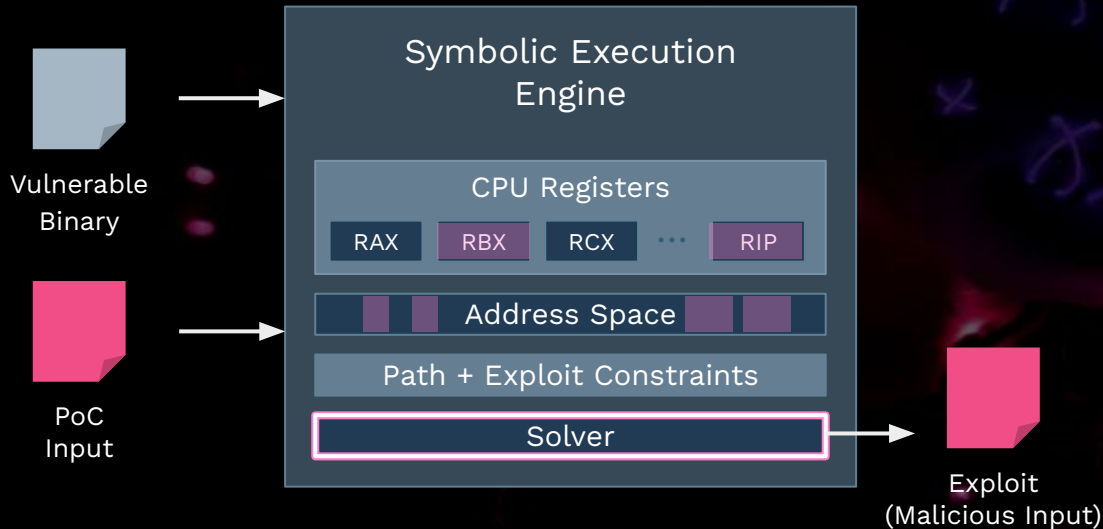 Symbolic Execution
Engine
Vulnerable
Binary
CPU Registers
RAX RBX RCX ... RIP
Address Space
Path + Exploit Constraints
PoC
Input
Solver
Exploit
(Malicious Input)